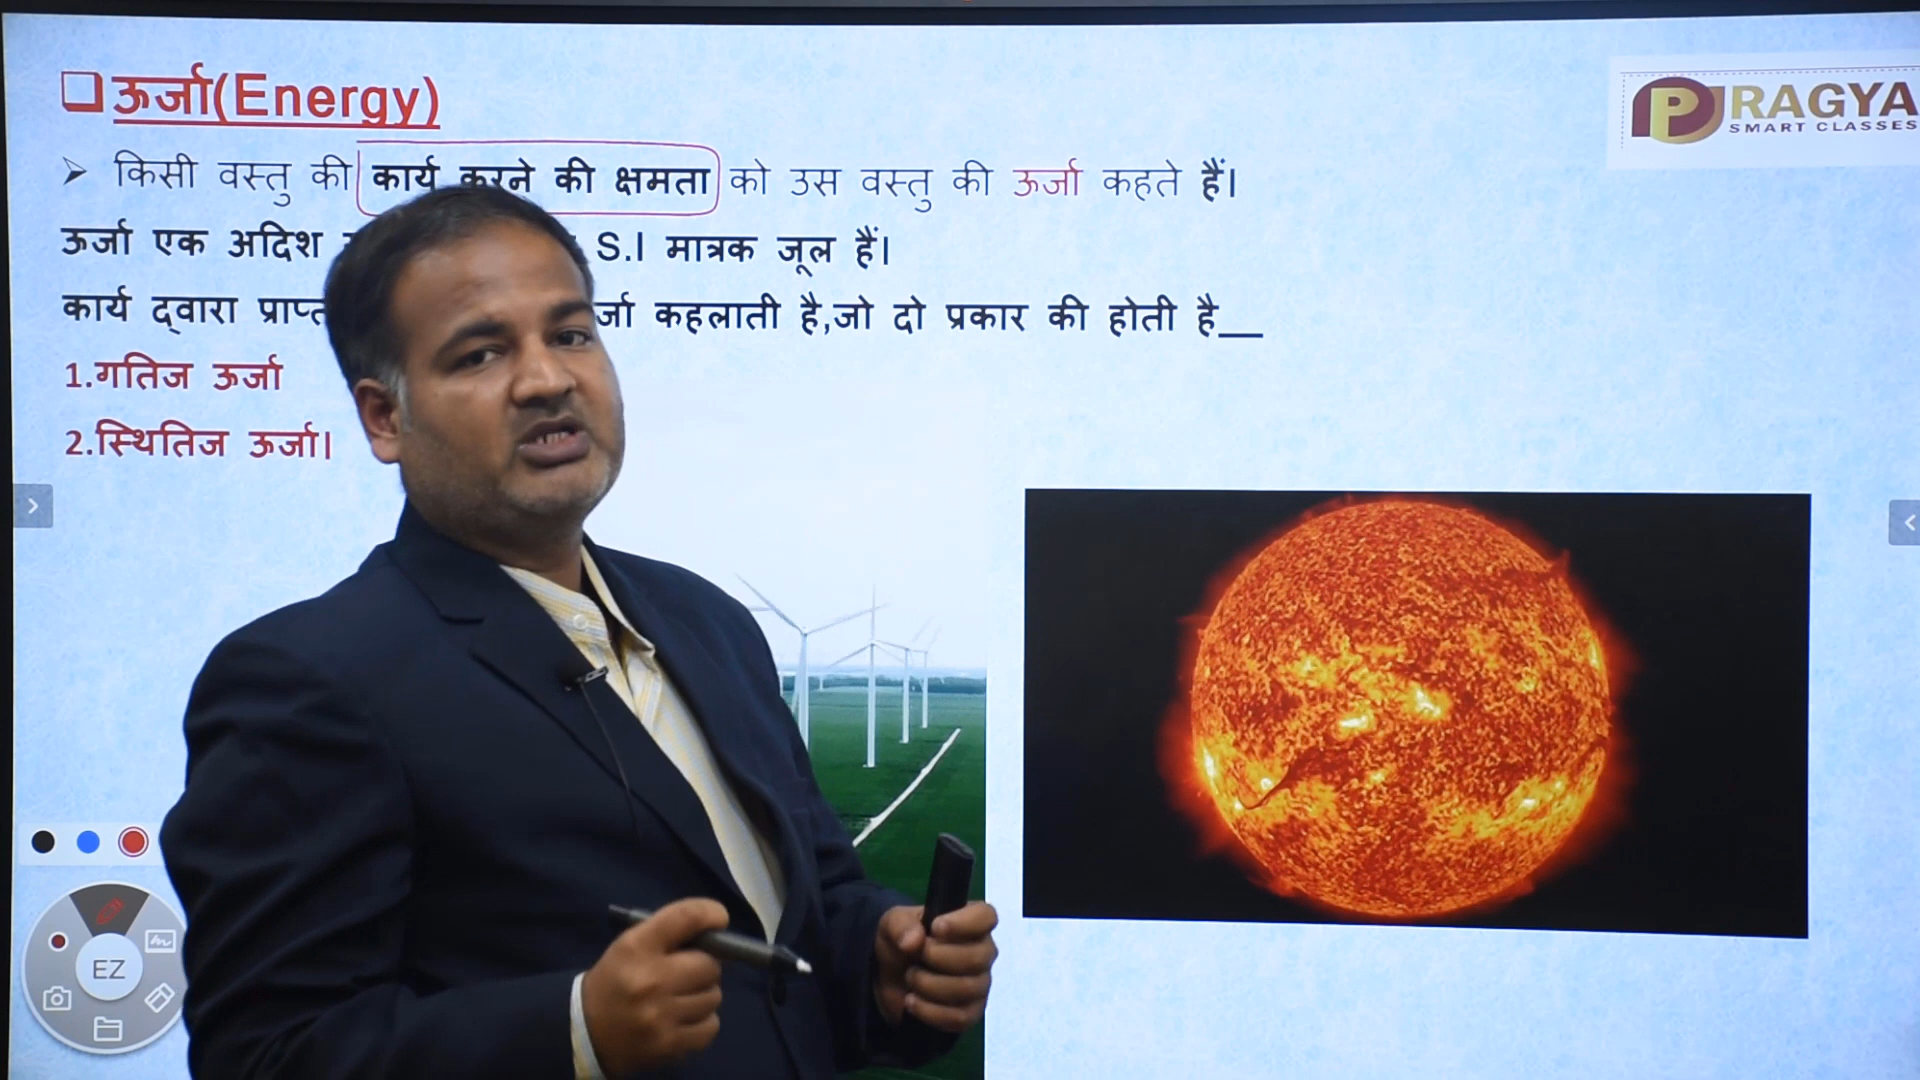 ऊर्जा(Energy)
PRAGYA
SMART CLASSES
किसी वस्तु की कार्य करने की क्षमता को उस वस्तु की ऊर्जा कहते हैं।
ऊर्जा एक अदिश S.I मात्रक जूल हैं।
कार्य द्वारा प्राप्त कहलाती है,जो दो प्रकार की होती है__
1.गतिज ऊर्जा
2.स्थितिज ऊर्जा।
EZ